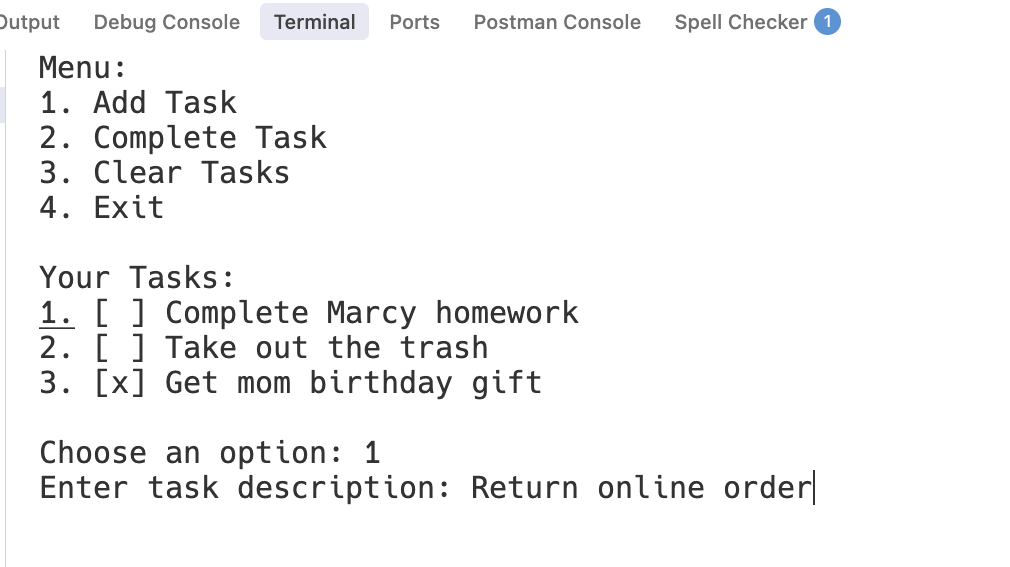 Output Debug Console Terminal Ports Postman Console Spell Checker 1
Menu:
1. Add Task
2. Complete Task
3. Clear Tasks
4. Exit
Your Tasks:
1. [ ] Complete Marcy homework
2. [ ] Take out the trash
3. [x] Get mom birthday gift
Choose an option: 1
Enter task description: Return online order